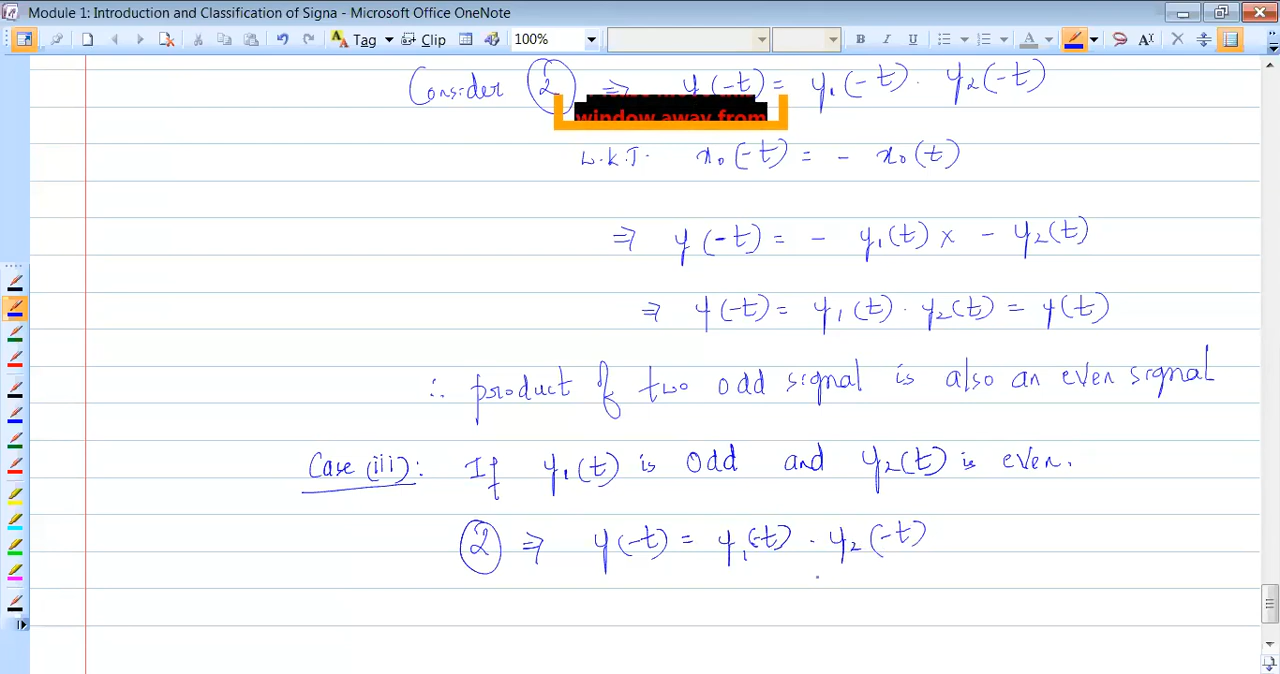 Module 1: Introduction and Classification of Signa - Microsoft Office OneNote
Tag Clip 100% B I U
Consider ② ⇒ y(-t) = y₁(-t) · y₂(-t)
window away from
W.K.T. x₀(-t) = - x₀(t)
⇒ y(-t) = - y₁(t) x - y₂(t)
⇒ y(-t) = y₁(t) · y₂(t) = y(t)
∴ product of two odd signal is also an even signal
Case (iii): If y₁(t) is odd and y₂(t) is even.
② ⇒ y(-t) = y₁(-t) · y₂(-t)